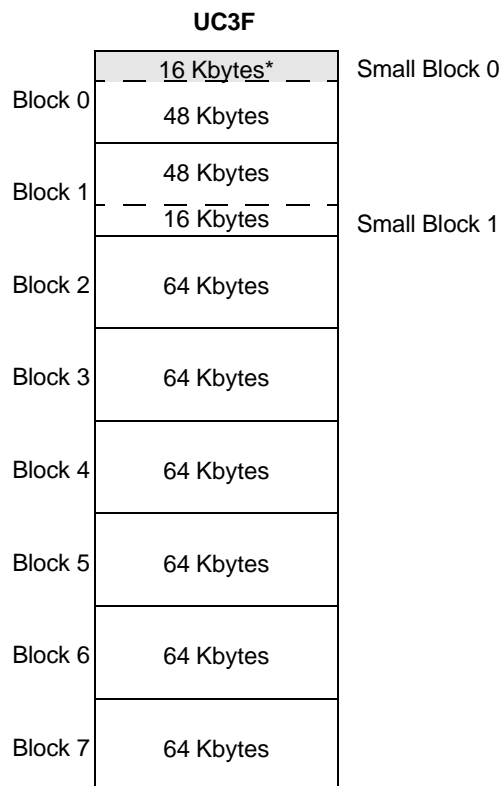 UC3F
16 Kbytes*
Small Block 0
Block 0
48 Kbytes
48 Kbytes
Block 1
16 Kbytes
Small Block 1
Block 2
64 Kbytes
Block 3
64 Kbytes
Block 4
64 Kbytes
Block 5
64 Kbytes
Block 6
64 Kbytes
Block 7
64 Kbytes